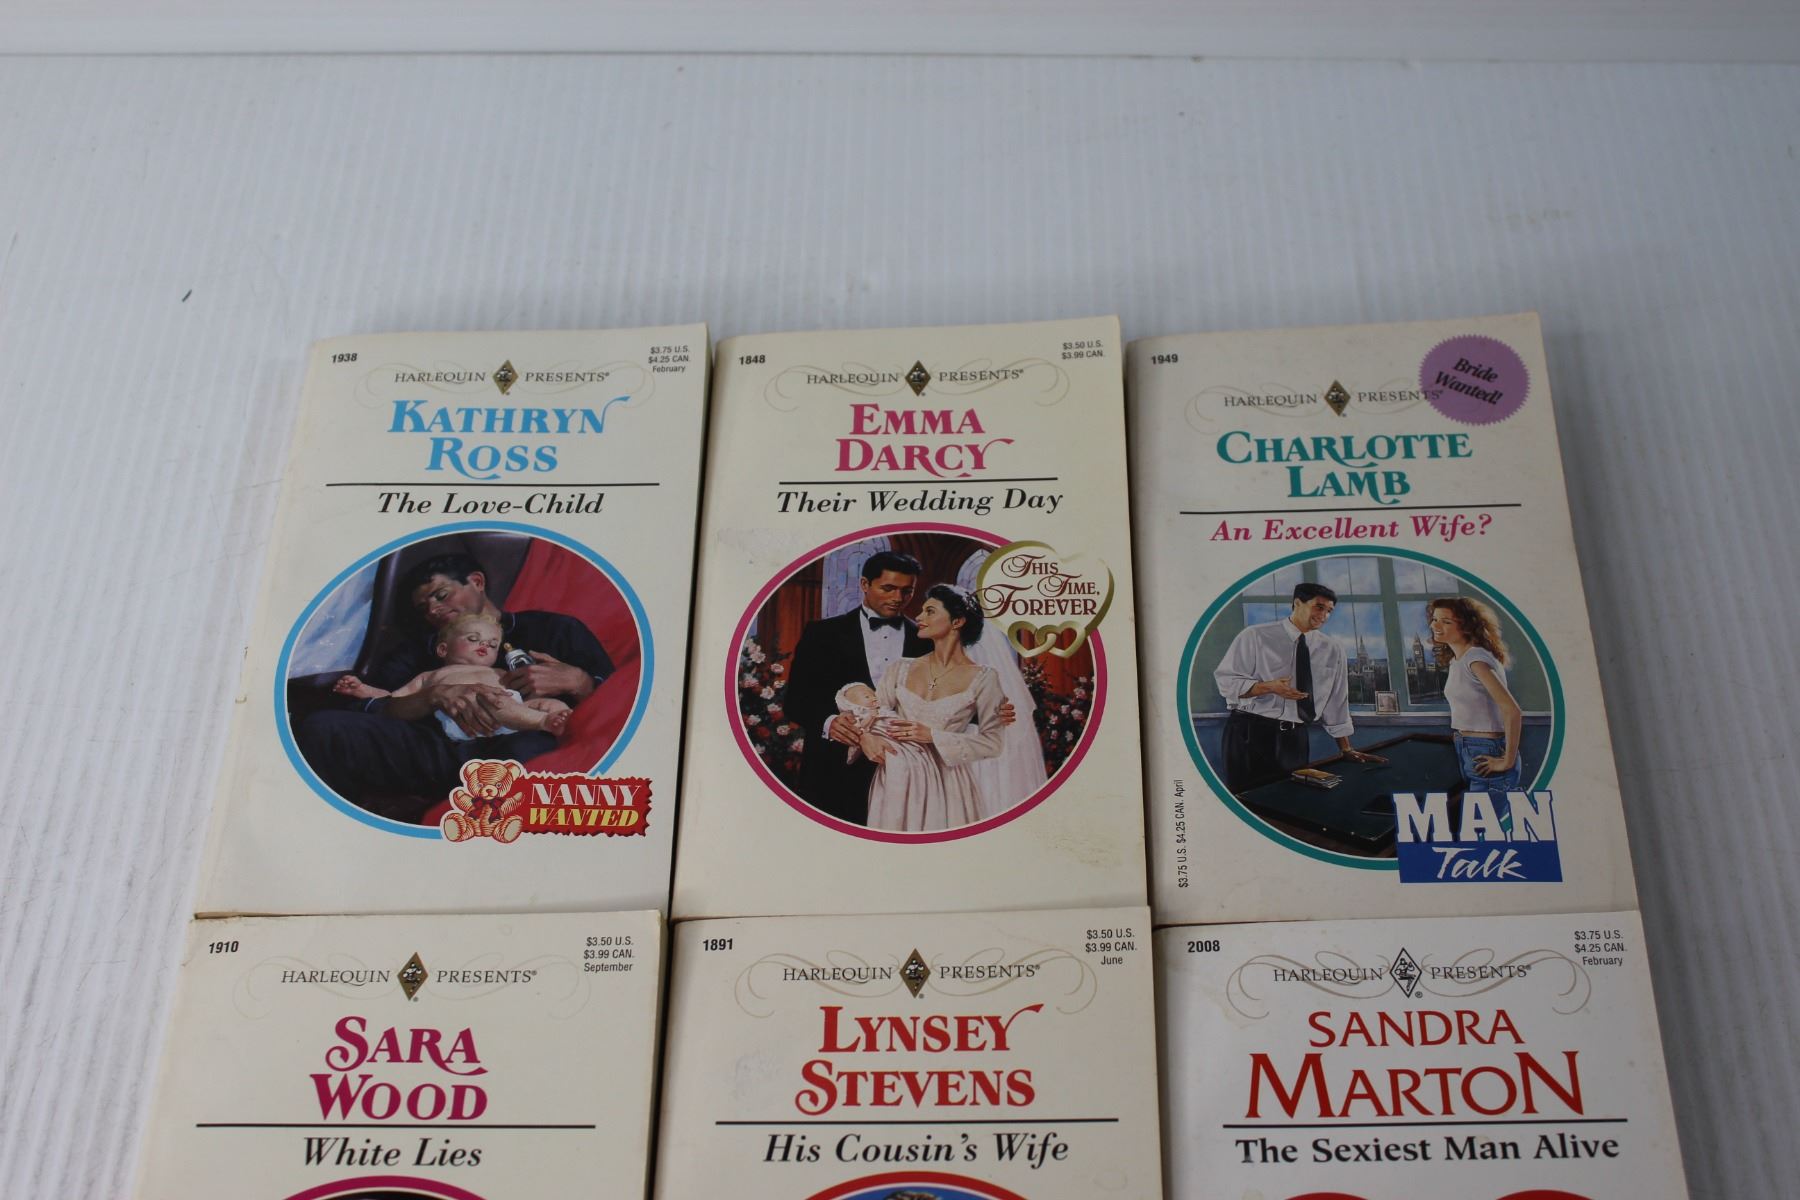 1938
$3.75 U.S.
$4.25 CAN.
February
HARLEQUIN PRESENTS®
KATHRYN
ROSS
The Love-Child
NANNY
WANTED
1848
$3.50 U.S.
$3.99 CAN.
HARLEQUIN PRESENTS®
EMMA
DARCY
Their Wedding Day
THIS
TIME,
FOREVER
1949
Bride
Wanted!
HARLEQUIN PRESENTS®
CHARLOTTE
LAMB
An Excellent Wife?
$3.75 U.S. $4.25 CAN. April
MAN
Talk
1910
$3.50 U.S.
$3.99 CAN.
September
HARLEQUIN PRESENTS®
SARA
WOOD
White Lies
1891
$3.50 U.S.
$3.99 CAN.
June
HARLEQUIN PRESENTS®
LYNSEY
STEVENS
His Cousin's Wife
2008
$3.75 U.S.
$4.25 CAN.
February
HARLEQUIN PRESENTS®
SANDRA
MARTON
The Sexiest Man Alive